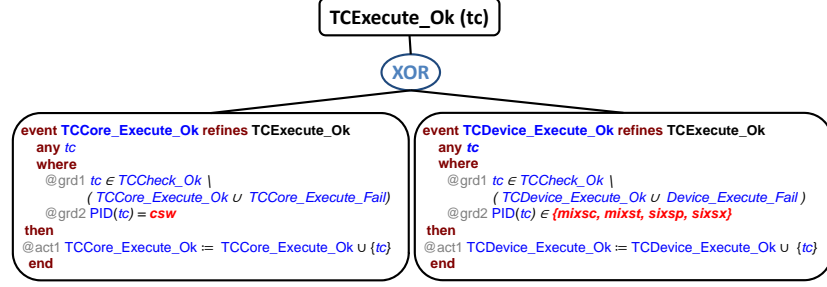 TCExecute_Ok (tc)
XOR
event TCCore_Execute_Ok refines TCExecute_Ok
any tc
where
@grd1 tc ∈ TCCheck_Ok \
( TCCore_Execute_Ok ∪ TCCore_Execute_Fail)
@grd2 PID(tc) = csw
then
@act1 TCCore_Execute_Ok ≔ TCCore_Execute_Ok ∪ {tc}
end
event TCDevice_Execute_Ok refines TCExecute_Ok
any tc
where
@grd1 tc ∈ TCCheck_Ok \
( TCDevice_Execute_Ok ∪ Device_Execute_Fail )
@grd2 PID(tc) ∈ {mixsc, mixst, sixsp, sixsx}
then
@act1 TCDevice_Execute_Ok ≔ TCDevice_Execute_Ok ∪ {tc}
end